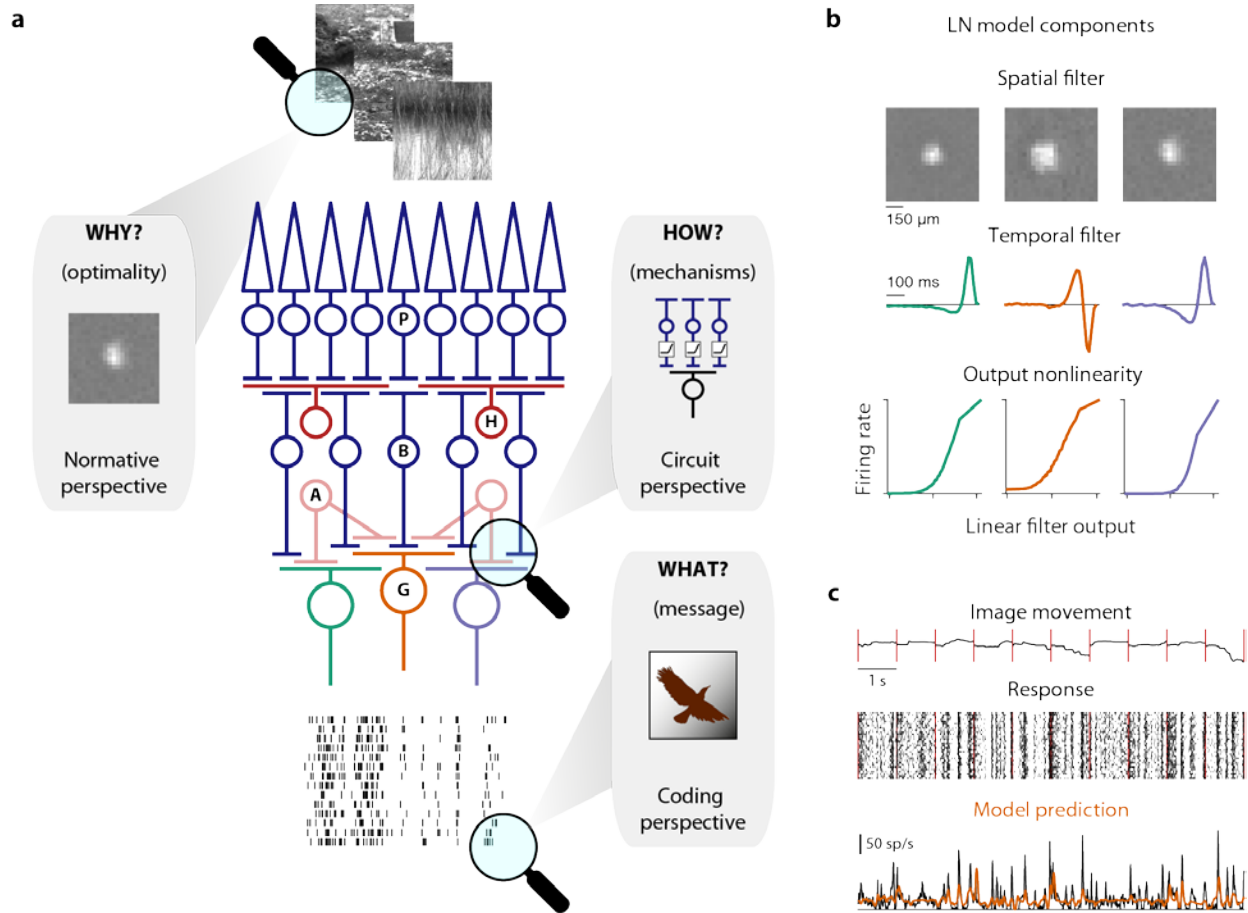 a
WHY?
(optimality)
Normative
perspective
P
H
B
A
G
HOW?
(mechanisms)
Circuit
perspective
WHAT?
(message)
Coding
perspective
b
LN model components
Spatial filter
150 µm
Temporal filter
100 ms
Output nonlinearity
Firing rate
Linear filter output
c
Image movement
1 s
Response
Model prediction
50 sp/s